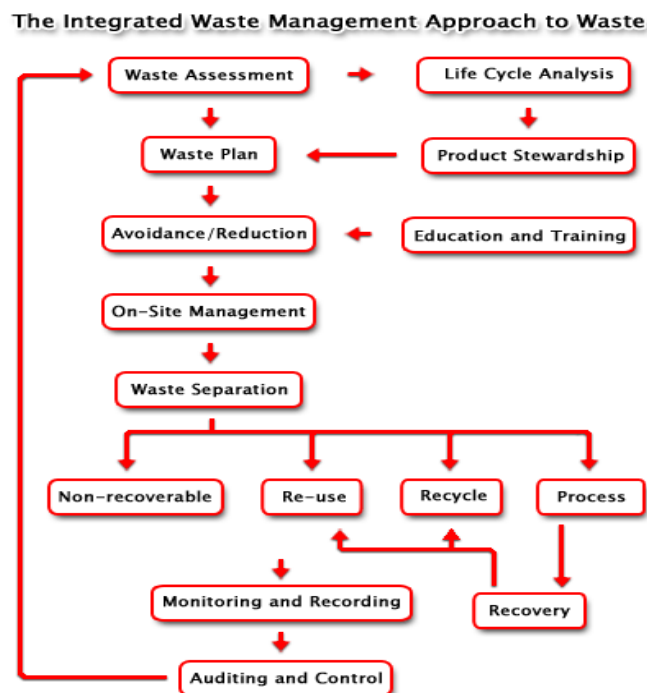 The Integrated Waste Management Approach to Waste
Waste Assessment
Life Cycle Analysis
Waste Plan
Product Stewardship
Avoidance/Reduction
Education and Training
On-Site Management
Waste Separation
Non-recoverable
Re-use
Recycle
Process
Monitoring and Recording
Recovery
Auditing and Control